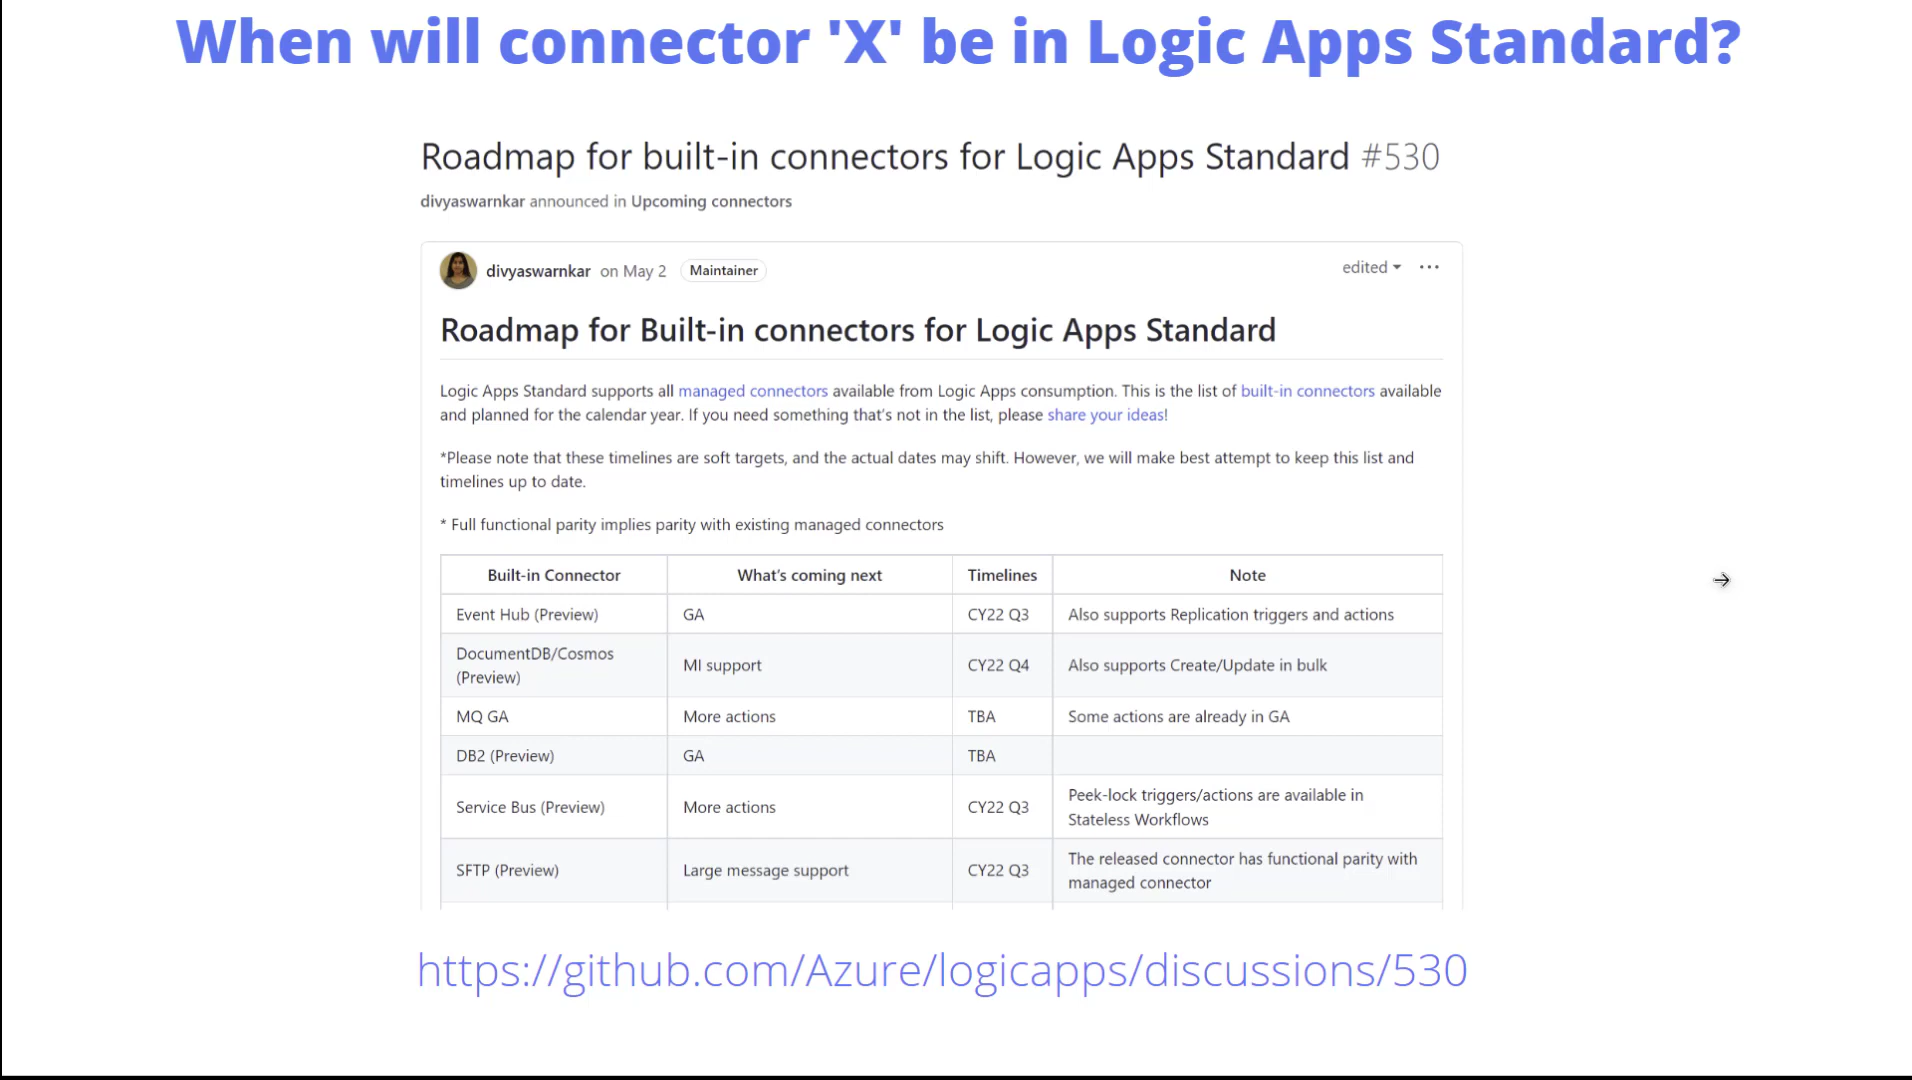 When will connector 'X' be in Logic Apps Standard?
Roadmap for built-in connectors for Logic Apps Standard #530
divyaswarnkar announced in Upcoming connectors
divyaswarnkar on May 2 Maintainer edited
Roadmap for Built-in connectors for Logic Apps Standard
Logic Apps Standard supports all managed connectors available from Logic Apps consumption. This is the list of built-in connectors available
and planned for the calendar year. If you need something that's not in the list, please share your ideas!
*Please note that these timelines are soft targets, and the actual dates may shift. However, we will make best attempt to keep this list and
timelines up to date.
* Full functional parity implies parity with existing managed connectors
Built-in Connector What's coming next Timelines Note
Event Hub (Preview) GA CY22 Q3 Also supports Replication triggers and actions
DocumentDB/Cosmos
(Preview) MI support CY22 Q4 Also supports Create/Update in bulk
MQ GA More actions TBA Some actions are already in GA
DB2 (Preview) GA TBA
Service Bus (Preview) More actions CY22 Q3 Peek-lock triggers/actions are available in
Stateless Workflows
SFTP (Preview) Large message support CY22 Q3 The released connector has functional parity with
managed connector
https://github.com/Azure/logicapps/discussions/530